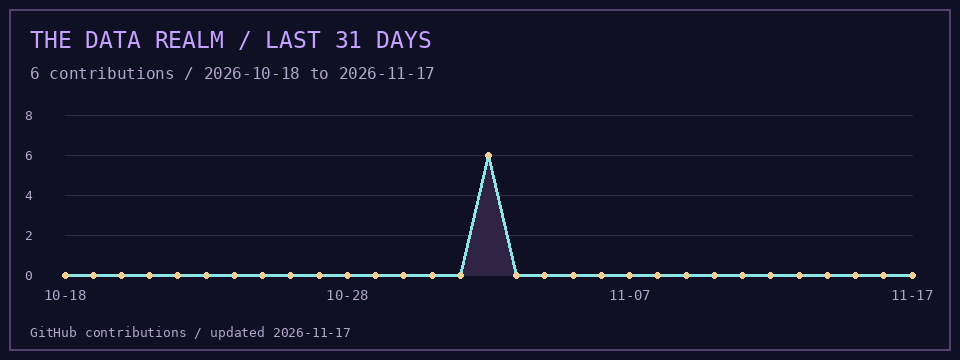 THE DATA REALM / LAST 31 DAYS
6 contributions / 2026-10-18 to 2026-11-17
8
6
4
2
0
10-18 10-28 11-07 11-17
GitHub contributions / updated 2026-11-17